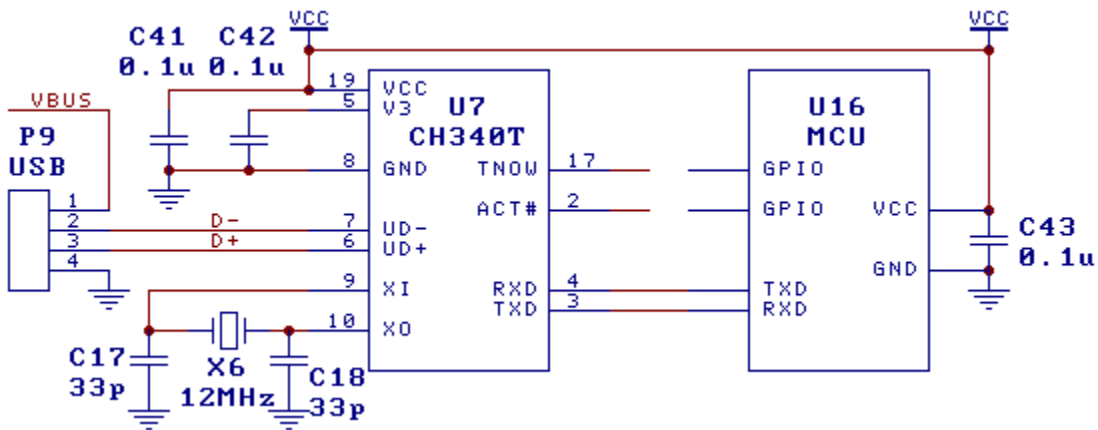 VCC
VCC
C41 C42
0.1u 0.1u
VBUS
P9
USB
1
2
3
4
D-
D+
19
5
8
7
6
9
10
VCC
V3
GND
UD-
UD+
XI
XO
U7
CH340T
TNOW
ACT#
RXD
TXD
17
2
4
3
U16
MCU
GPIO
GPIO
TXD
RXD
VCC
GND
C43
0.1u
C17
33p
X6
12MHz
C18
33p